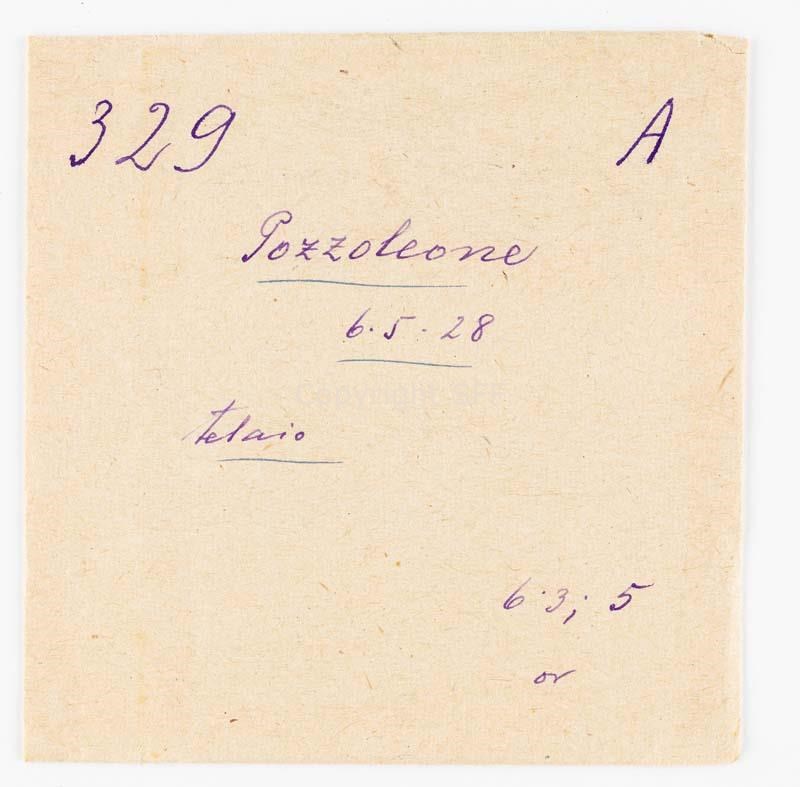 329 A
Pozzoleone
6.5.28
telaio
6.3; 5
or